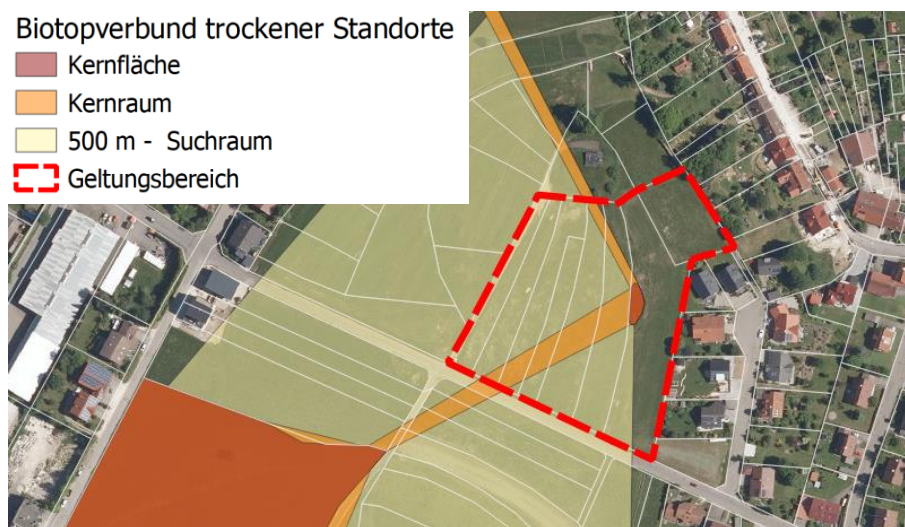 Biotopverbund trockener Standorte
Kernfläche
Kernraum
500 m - Suchraum
Geltungsbereich